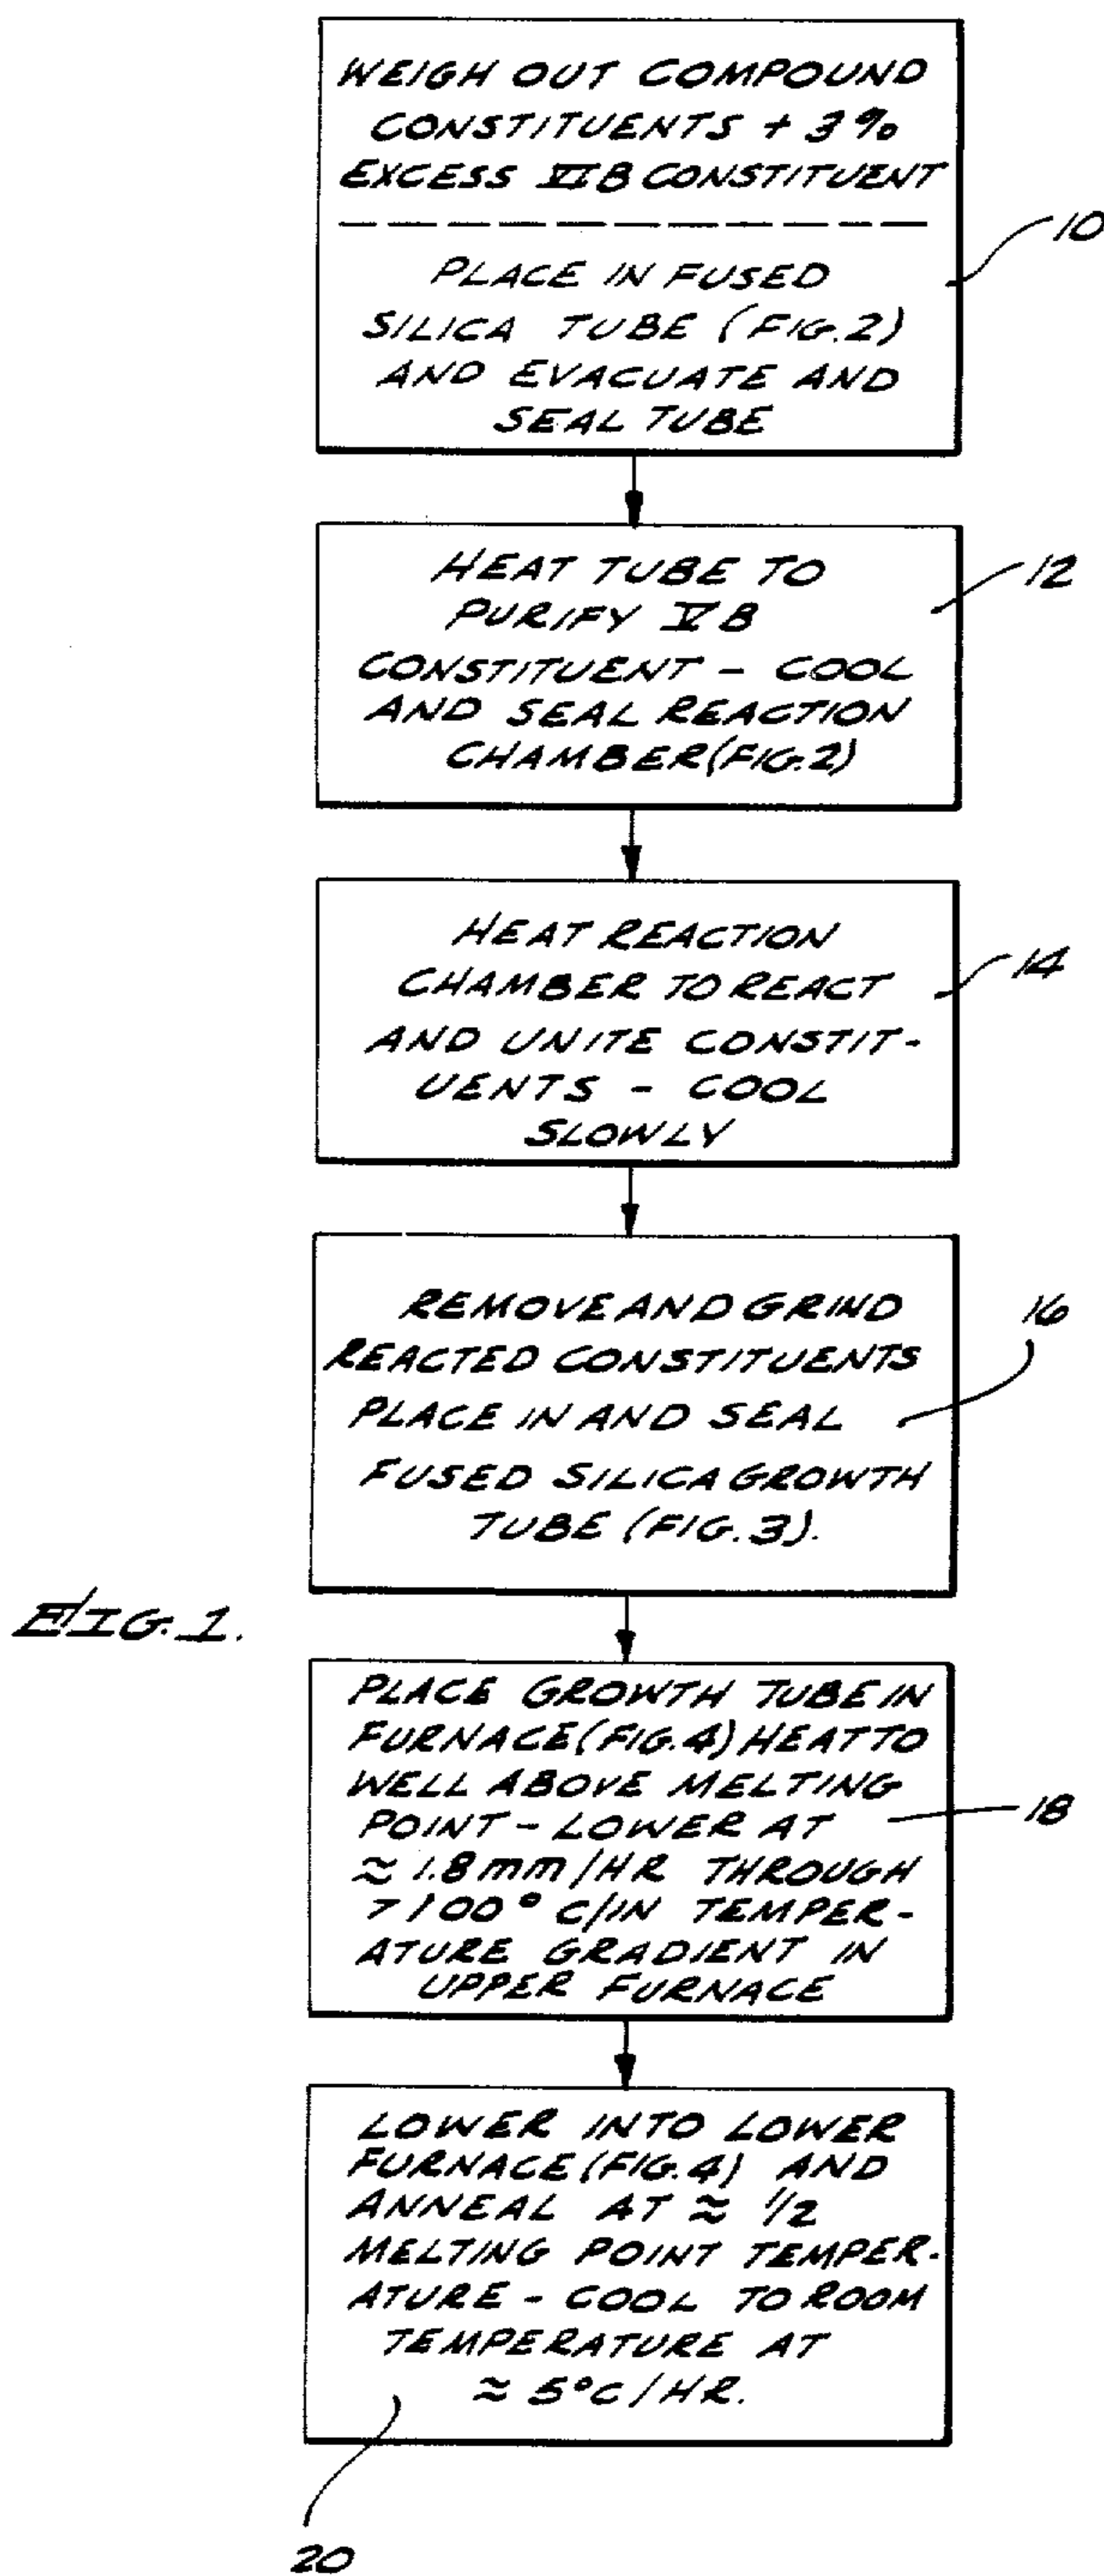 WEIGH OUT COMPOUND
CONSTITUENTS + 3%
EXCESS VIB CONSTITUENT
PLACE IN FUSED
SILICA TUBE (FIG.2)
AND EVACUATE AND
SEAL TUBE
10
HEAT TUBE TO
PURIFY VB
CONSTITUENT - COOL
AND SEAL REACTION
CHAMBER (FIG.2)
12
HEAT REACTION
CHAMBER TO REACT
AND UNITE CONSTIT-
UENTS - COOL
SLOWLY
14
REMOVE AND GRIND
REACTED CONSTITUENTS
PLACE IN AND SEAL
FUSED SILICA GROWTH
TUBE (FIG.3).
16
FIG.1.
PLACE GROWTH TUBE IN
FURNACE (FIG.4) HEAT TO
WELL ABOVE MELTING
POINT - LOWER AT
≈ 1.8mm/HR THROUGH
>100° C/IN TEMPER-
ATURE GRADIENT IN
UPPER FURNACE
18
LOWER INTO LOWER
FURNACE (FIG.4) AND
ANNEAL AT ≈ 1/2
MELTING POINT TEMPER-
ATURE - COOL TO ROOM
TEMPERATURE AT
≈ 5°C/HR.
20